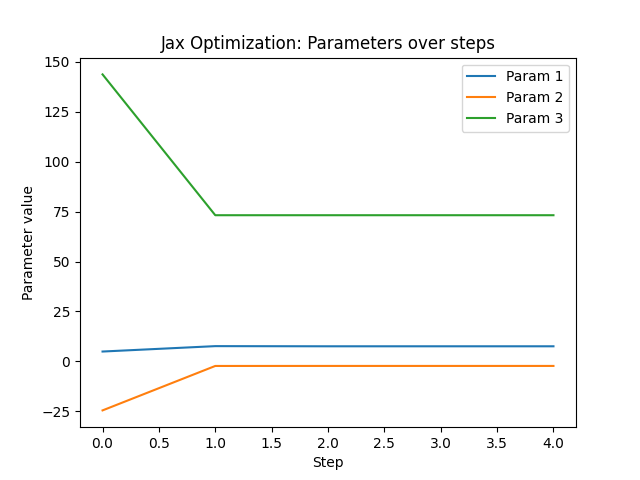 Jax Optimization: Parameters over steps
Param 1
Param 2
Param 3
Parameter value
150
125
100
75
50
25
0
−25
0.0 0.5 1.0 1.5 2.0 2.5 3.0 3.5 4.0
Step